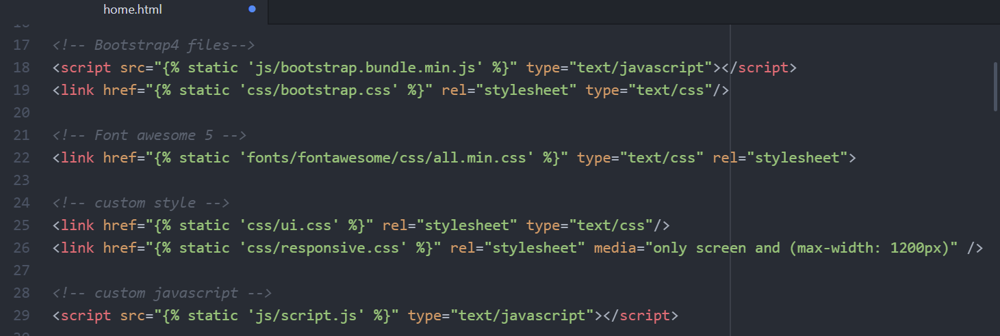 home.html
17 <!-- Bootstrap4 files-->
18 <script src="{% static 'js/bootstrap.bundle.min.js' %}" type="text/javascript"></script>
19 <link href="{% static 'css/bootstrap.css' %}" rel="stylesheet" type="text/css"/>
20
21 <!-- Font awesome 5 -->
22 <link href="{% static 'fonts/fontawesome/css/all.min.css' %}" type="text/css" rel="stylesheet">
23
24 <!-- custom style -->
25 <link href="{% static 'css/ui.css' %}" rel="stylesheet" type="text/css"/>
26 <link href="{% static 'css/responsive.css' %}" rel="stylesheet" media="only screen and (max-width: 1200px)" />
27
28 <!-- custom javascript -->
29 <script src="{% static 'js/script.js' %}" type="text/javascript"></script>